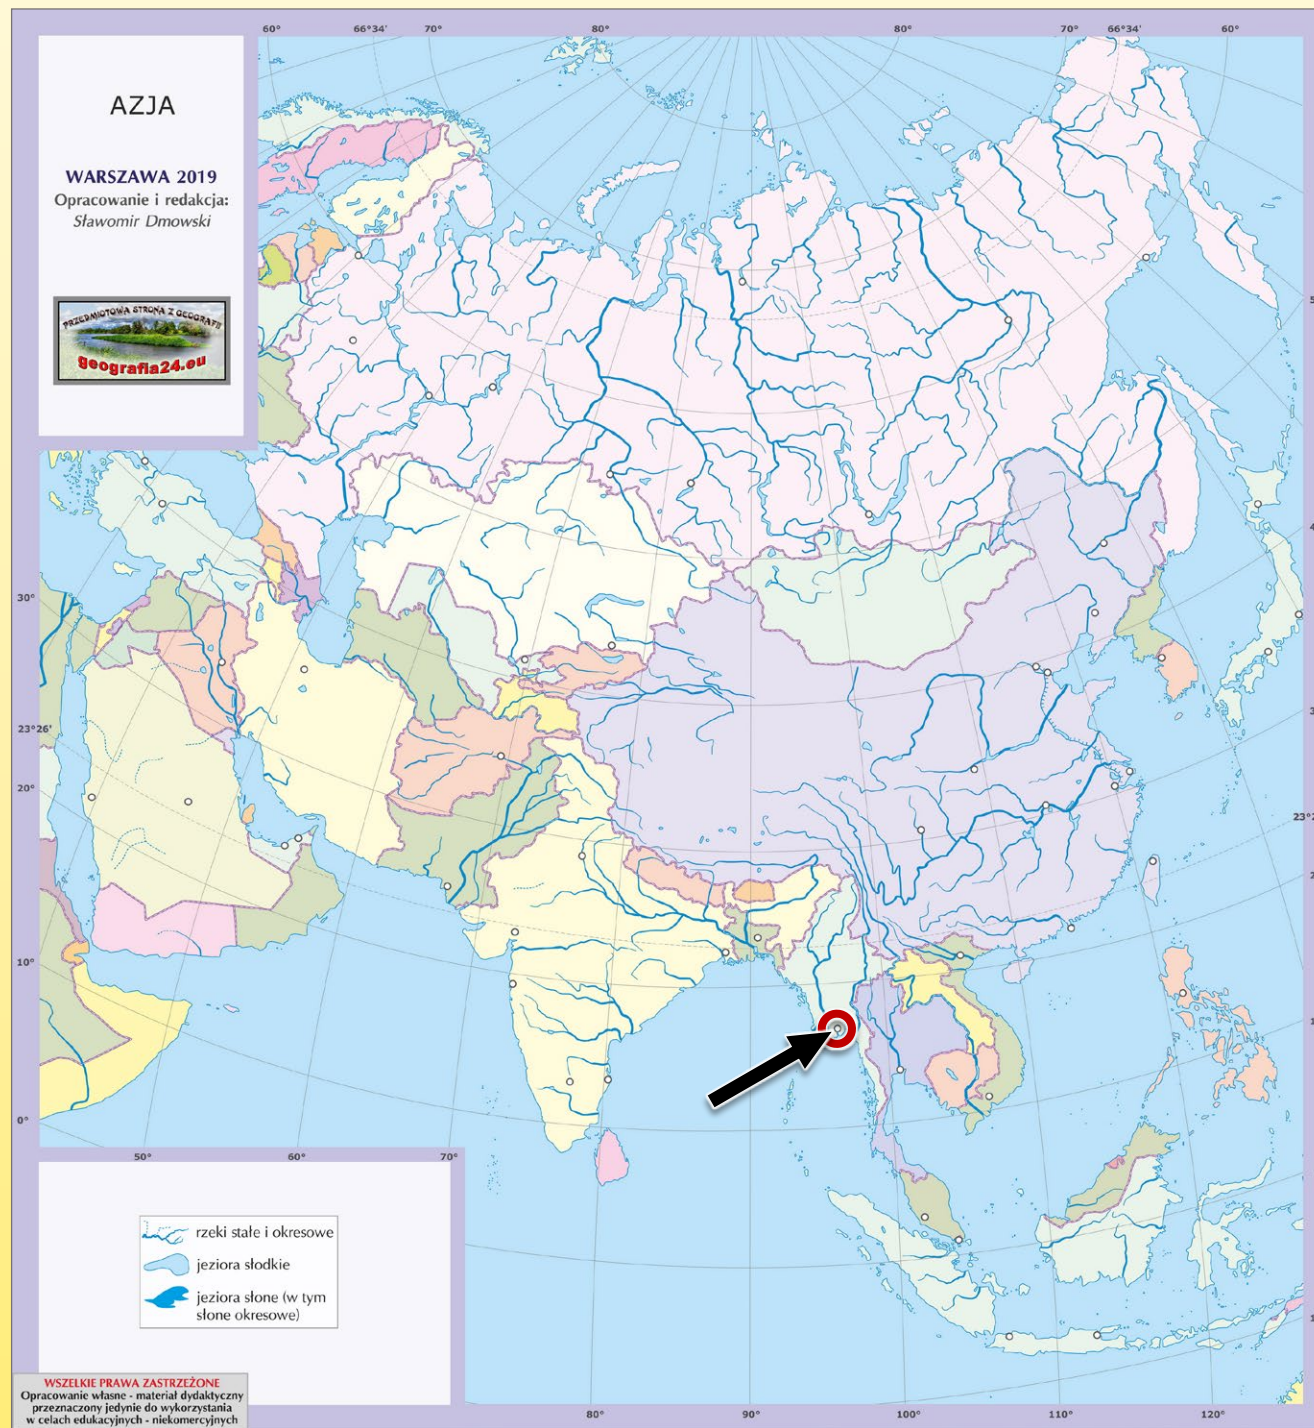 60°
66°34'
70°
80°
90°
80°
70°
66°34'
60°
AZJA
WARSZAWA 2019
Opracowanie i redakcja:
Sławomir Dmowski
PRZEDMIOTOWA STRONA Z GEOGRAFII
geografia24.eu
30°
23°26'
20°
10°
0°
50°
60°
70°
rzeki stałe i okresowe
jeziora słodkie
jeziora słone (w tym
słone okresowe)
WSZELKIE PRAWA ZASTRZEŻONE
Opracowanie własne - materiał dydaktyczny
przeznaczony jedynie do wykorzystania
w celach edukacyjnych - niekomercyjnych
80°
90°
100°
110°
120°